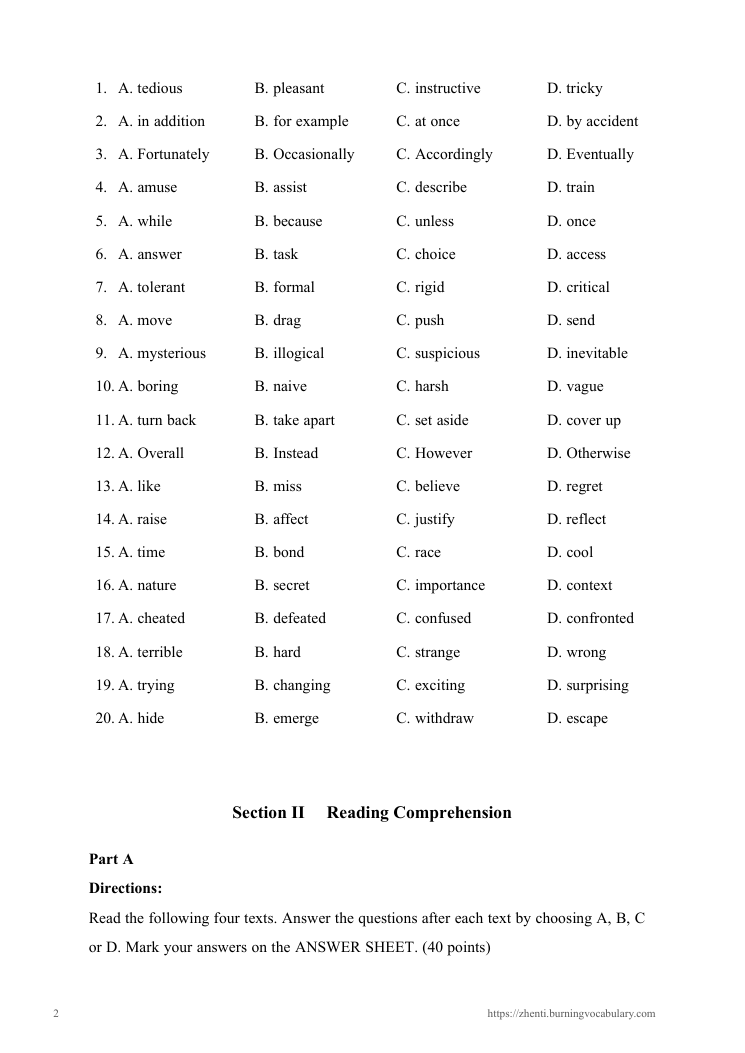 1. A. tedious B. pleasant C. instructive D. tricky
2. A. in addition B. for example C. at once D. by accident
3. A. Fortunately B. Occasionally C. Accordingly D. Eventually
4. A. amuse B. assist C. describe D. train
5. A. while B. because C. unless D. once
6. A. answer B. task C. choice D. access
7. A. tolerant B. formal C. rigid D. critical
8. A. move B. drag C. push D. send
9. A. mysterious B. illogical C. suspicious D. inevitable
10. A. boring B. naive C. harsh D. vague
11. A. turn back B. take apart C. set aside D. cover up
12. A. Overall B. Instead C. However D. Otherwise
13. A. like B. miss C. believe D. regret
14. A. raise B. affect C. justify D. reflect
15. A. time B. bond C. race D. cool
16. A. nature B. secret C. importance D. context
17. A. cheated B. defeated C. confused D. confronted
18. A. terrible B. hard C. strange D. wrong
19. A. trying B. changing C. exciting D. surprising
20. A. hide B. emerge C. withdraw D. escape
Section II Reading Comprehension
Part A
Directions:
Read the following four texts. Answer the questions after each text by choosing A, B, C
or D. Mark your answers on the ANSWER SHEET. (40 points)
2 https://zhenti.burningvocabulary.com